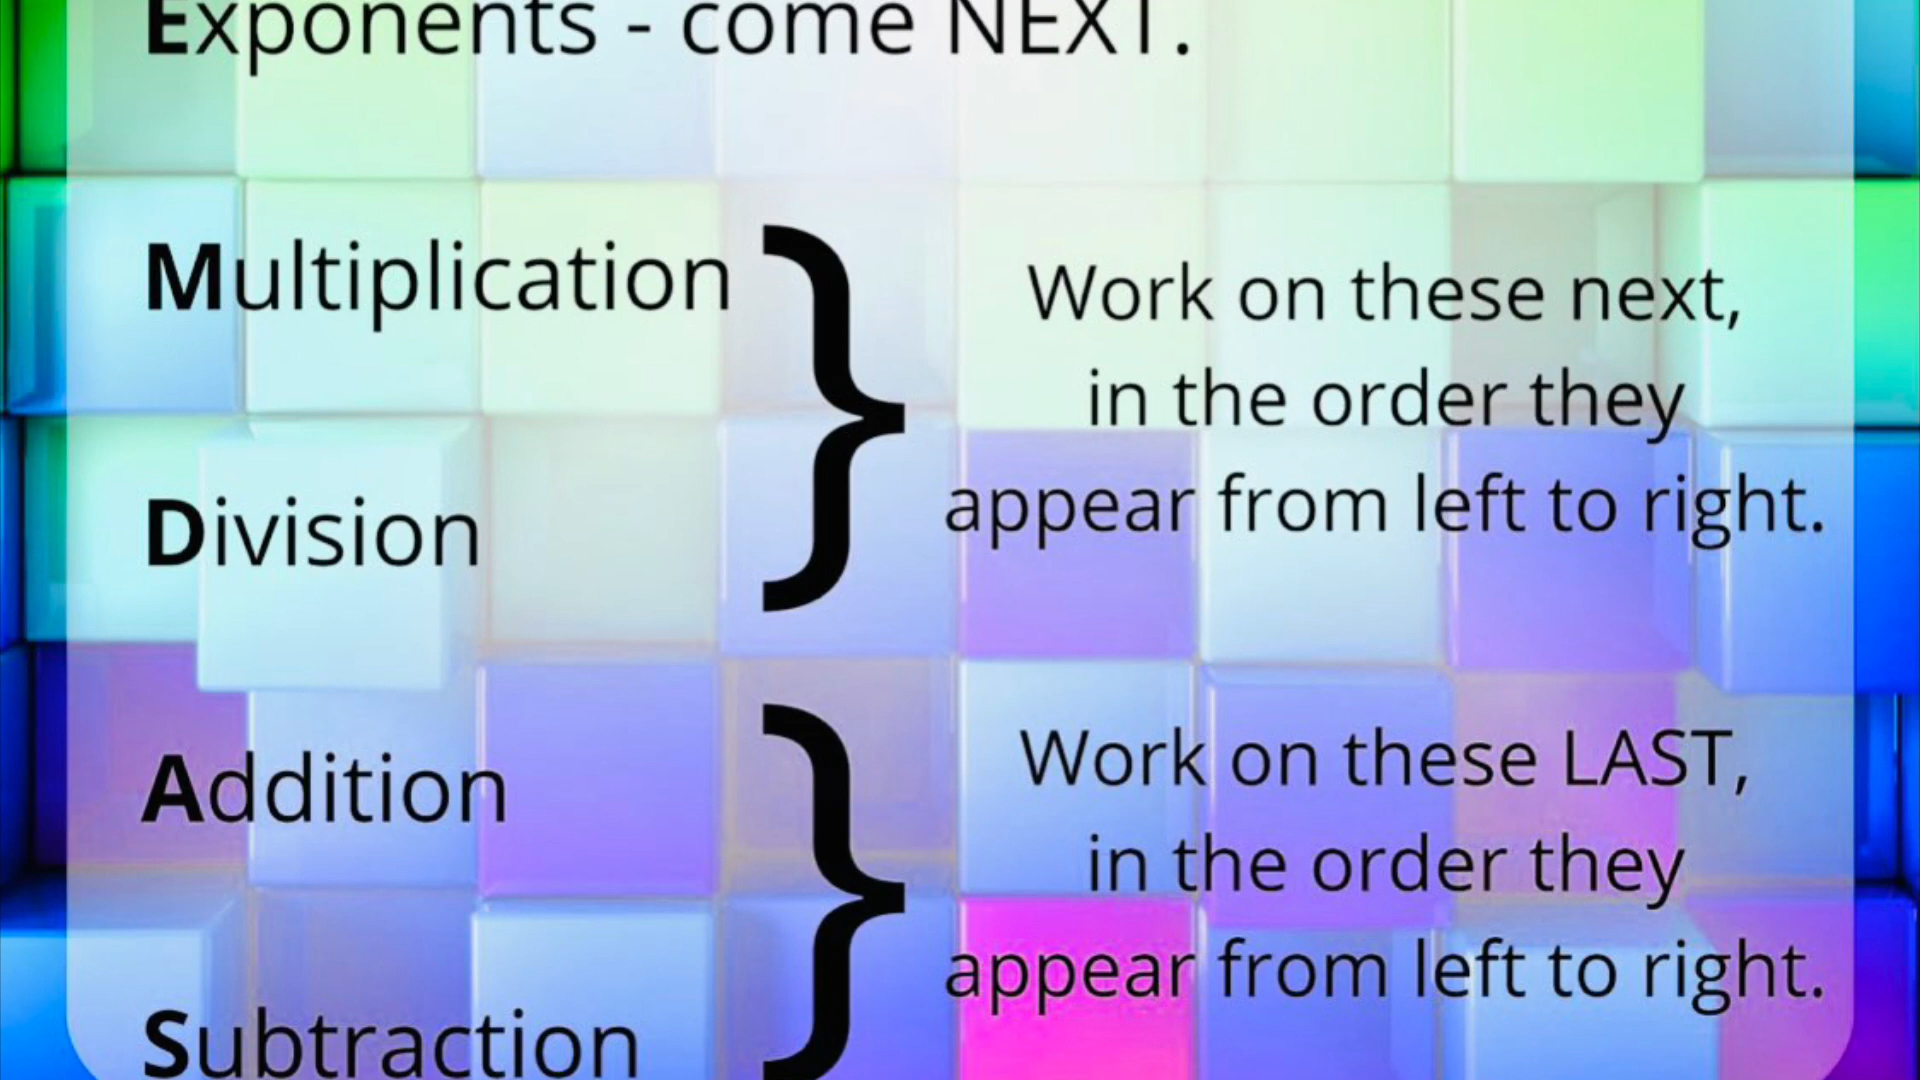 Exponents - come NEXT.
Multiplication
Division
Work on these next,
in the order they
appear from left to right.
Addition
Subtraction
Work on these LAST,
in the order they
appear from left to right.